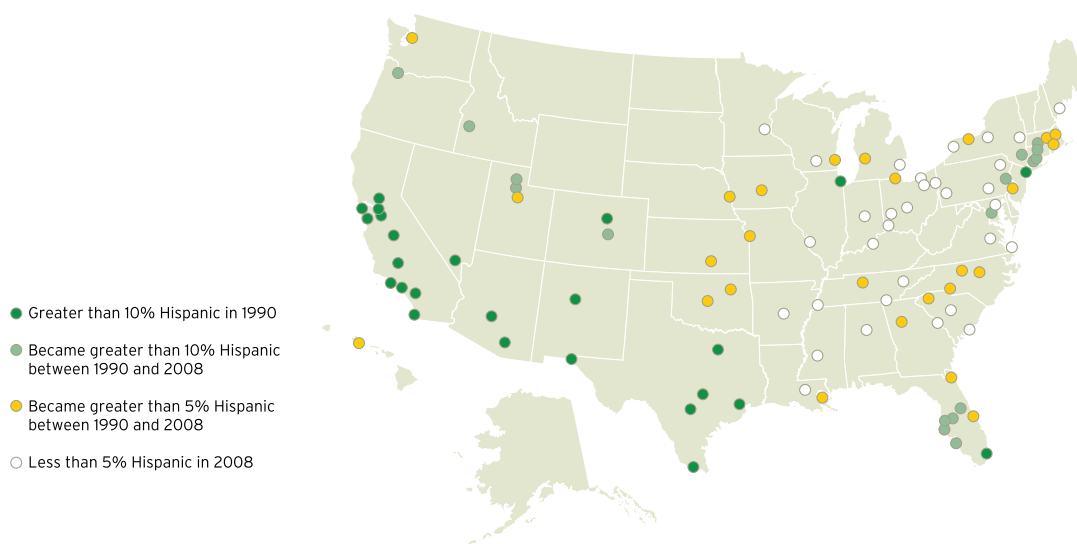 Greater than 10% Hispanic in 1990
Became greater than 10% Hispanic
between 1990 and 2008
Became greater than 5% Hispanic
between 1990 and 2008
Less than 5% Hispanic in 2008